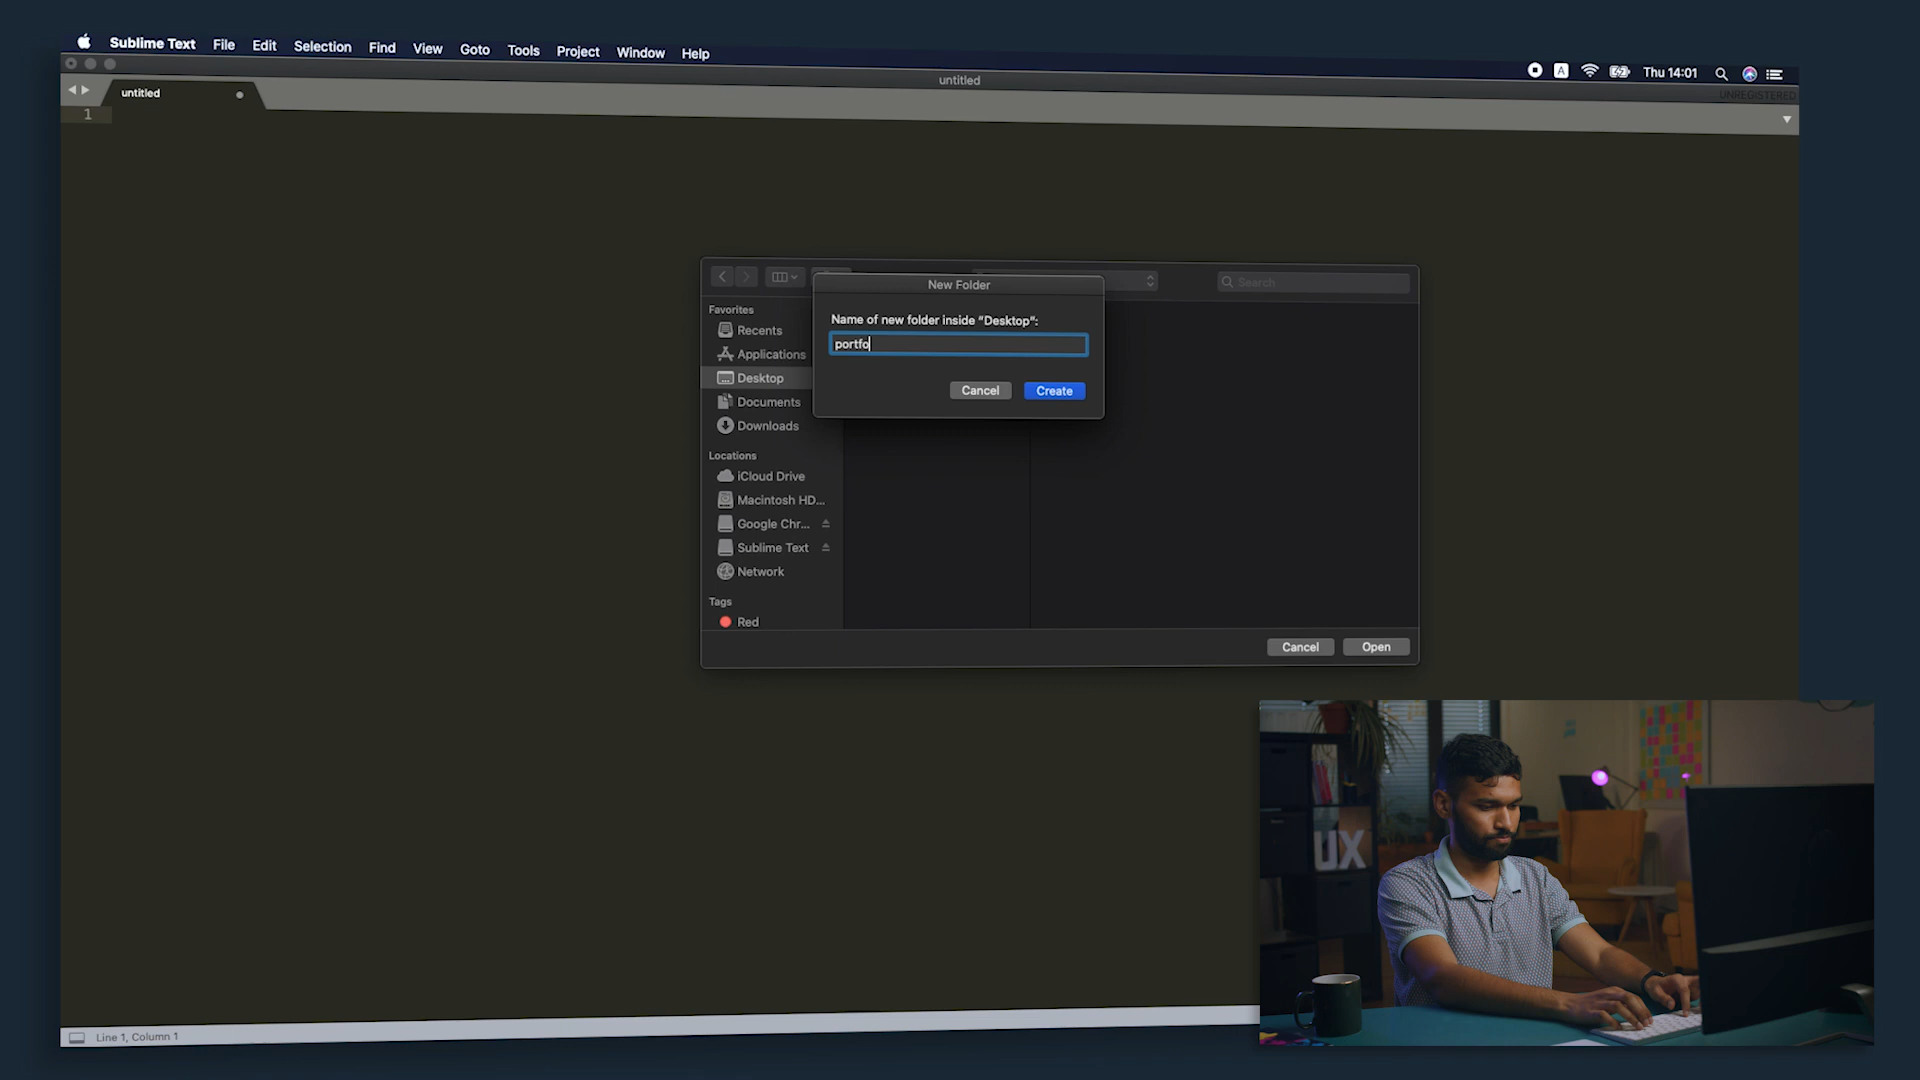 Sublime Text File Edit Selection Find View Goto Tools Project Window Help
A Thu 14:01
untitled
untitled
UNREGISTERED
1
Search
New Folder
Name of new folder inside “Desktop”:
portfo
Cancel Create
Favorites
Recents
Applications
Desktop
Documents
Downloads
Locations
iCloud Drive
Macintosh HD...
Google Chr...
Sublime Text
Network
Tags
Red
Cancel Open
UX
Line 1, Column 1